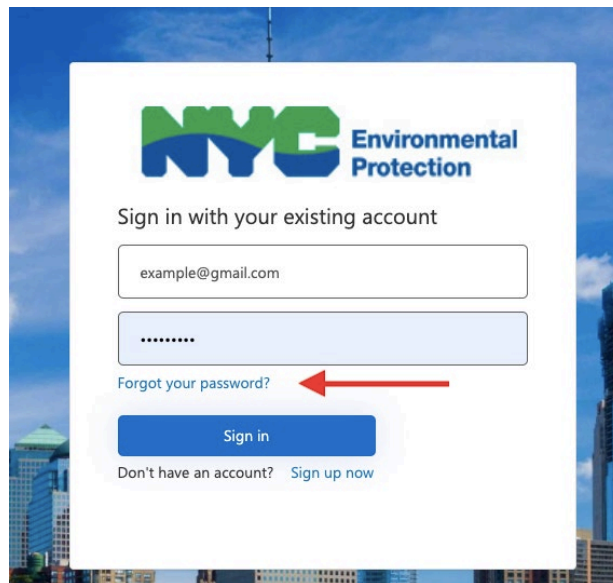 NYC Environmental
Protection
Sign in with your existing account
example@gmail.com
•••••••••
Forgot your password?
Sign in
Don't have an account? Sign up now